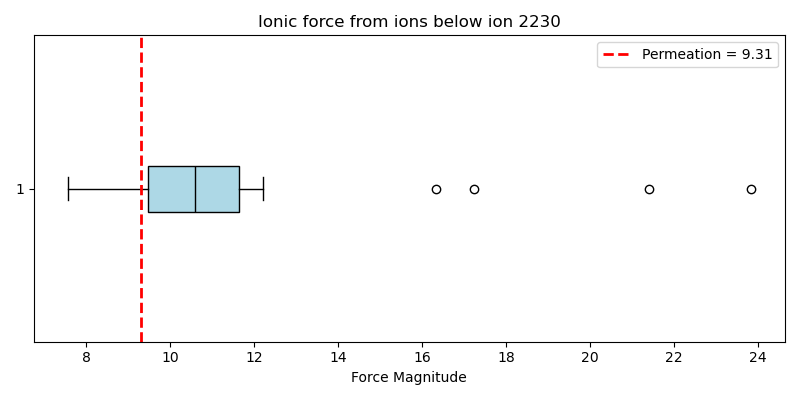 Ionic force from ions below ion 2230
Permeation = 9.31
1
8 10 12 14 16 18 20 22 24
Force Magnitude